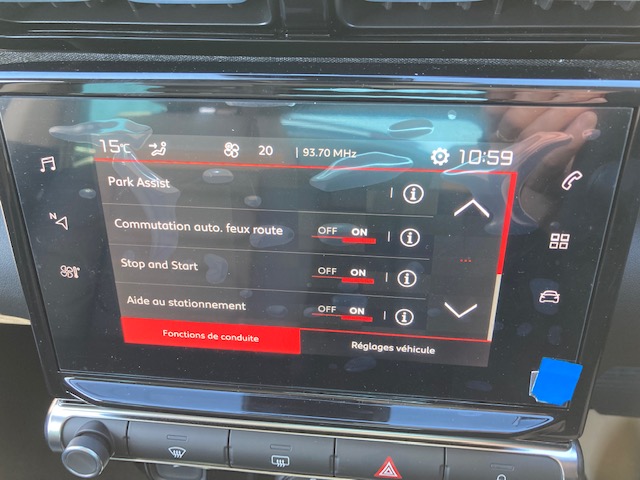 15°C 20 | 93.70 MHz 10:59
Park Assist
N
Commutation auto. feux route OFF ON
Stop and Start OFF ON
Aide au stationnement OFF ON
Fonctions de conduite Réglages véhicule